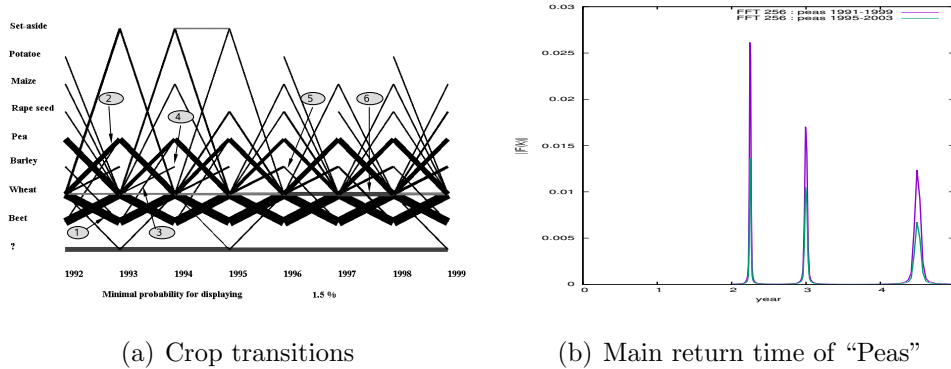 Set-aside
Potatoe
Maize
Rape seed
Pea
Barley
Wheat
Beet
?
1
2
3
4
5
6
1992 1993 1994 1995 1996 1997 1998 1999
Minimal probability for displaying 1.5 %
(a) Crop transitions
FFT 256 : peas 1991-1999
FFT 256 : peas 1995-2003
0.03
0.025
0.02
0.015
0.01
0.005
0
|F(k)|
0 1 2 3 4
year
(b) Main return time of “Peas”